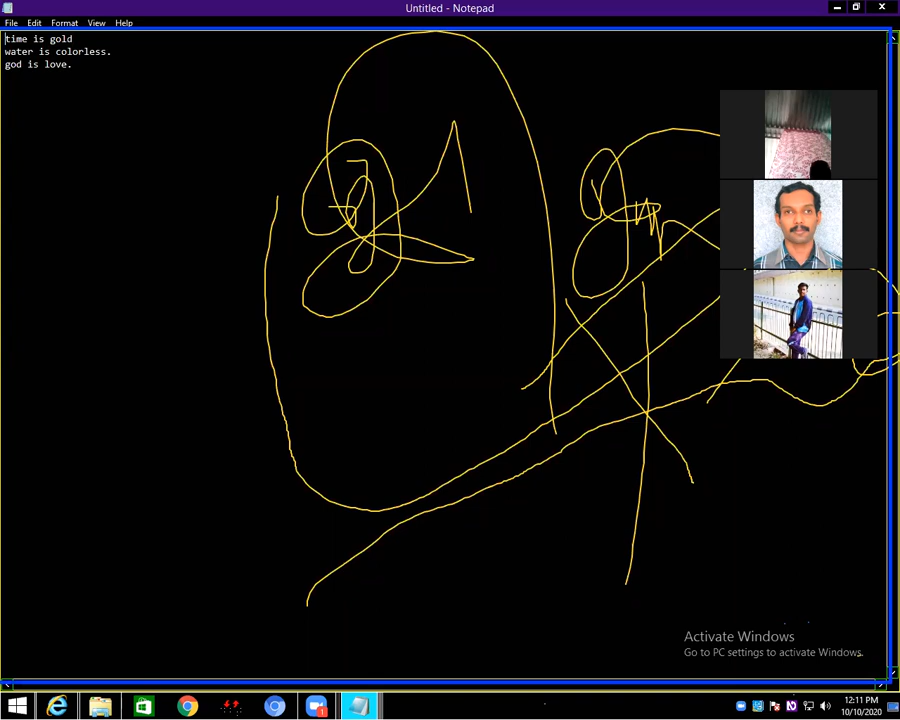 Untitled - Notepad
File Edit Format View Help
time is gold
water is colorless.
god is love.
Activate Windows
Go to PC settings to activate Windows.
12:11 PM
10/10/2020